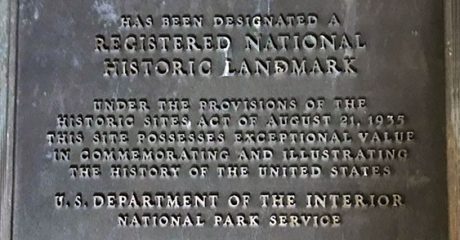 HAS BEEN DESIGNATED A
REGISTERED NATIONAL
HISTORIC LANDMARK
UNDER THE PROVISIONS OF THE
HISTORIC SITES ACT OF AUGUST 21, 1935
THIS SITE POSSESSES EXCEPTIONAL VALUE
IN COMMEMORATING AND ILLUSTRATING
THE HISTORY OF THE UNITED STATES
U.S. DEPARTMENT OF THE INTERIOR
NATIONAL PARK SERVICE